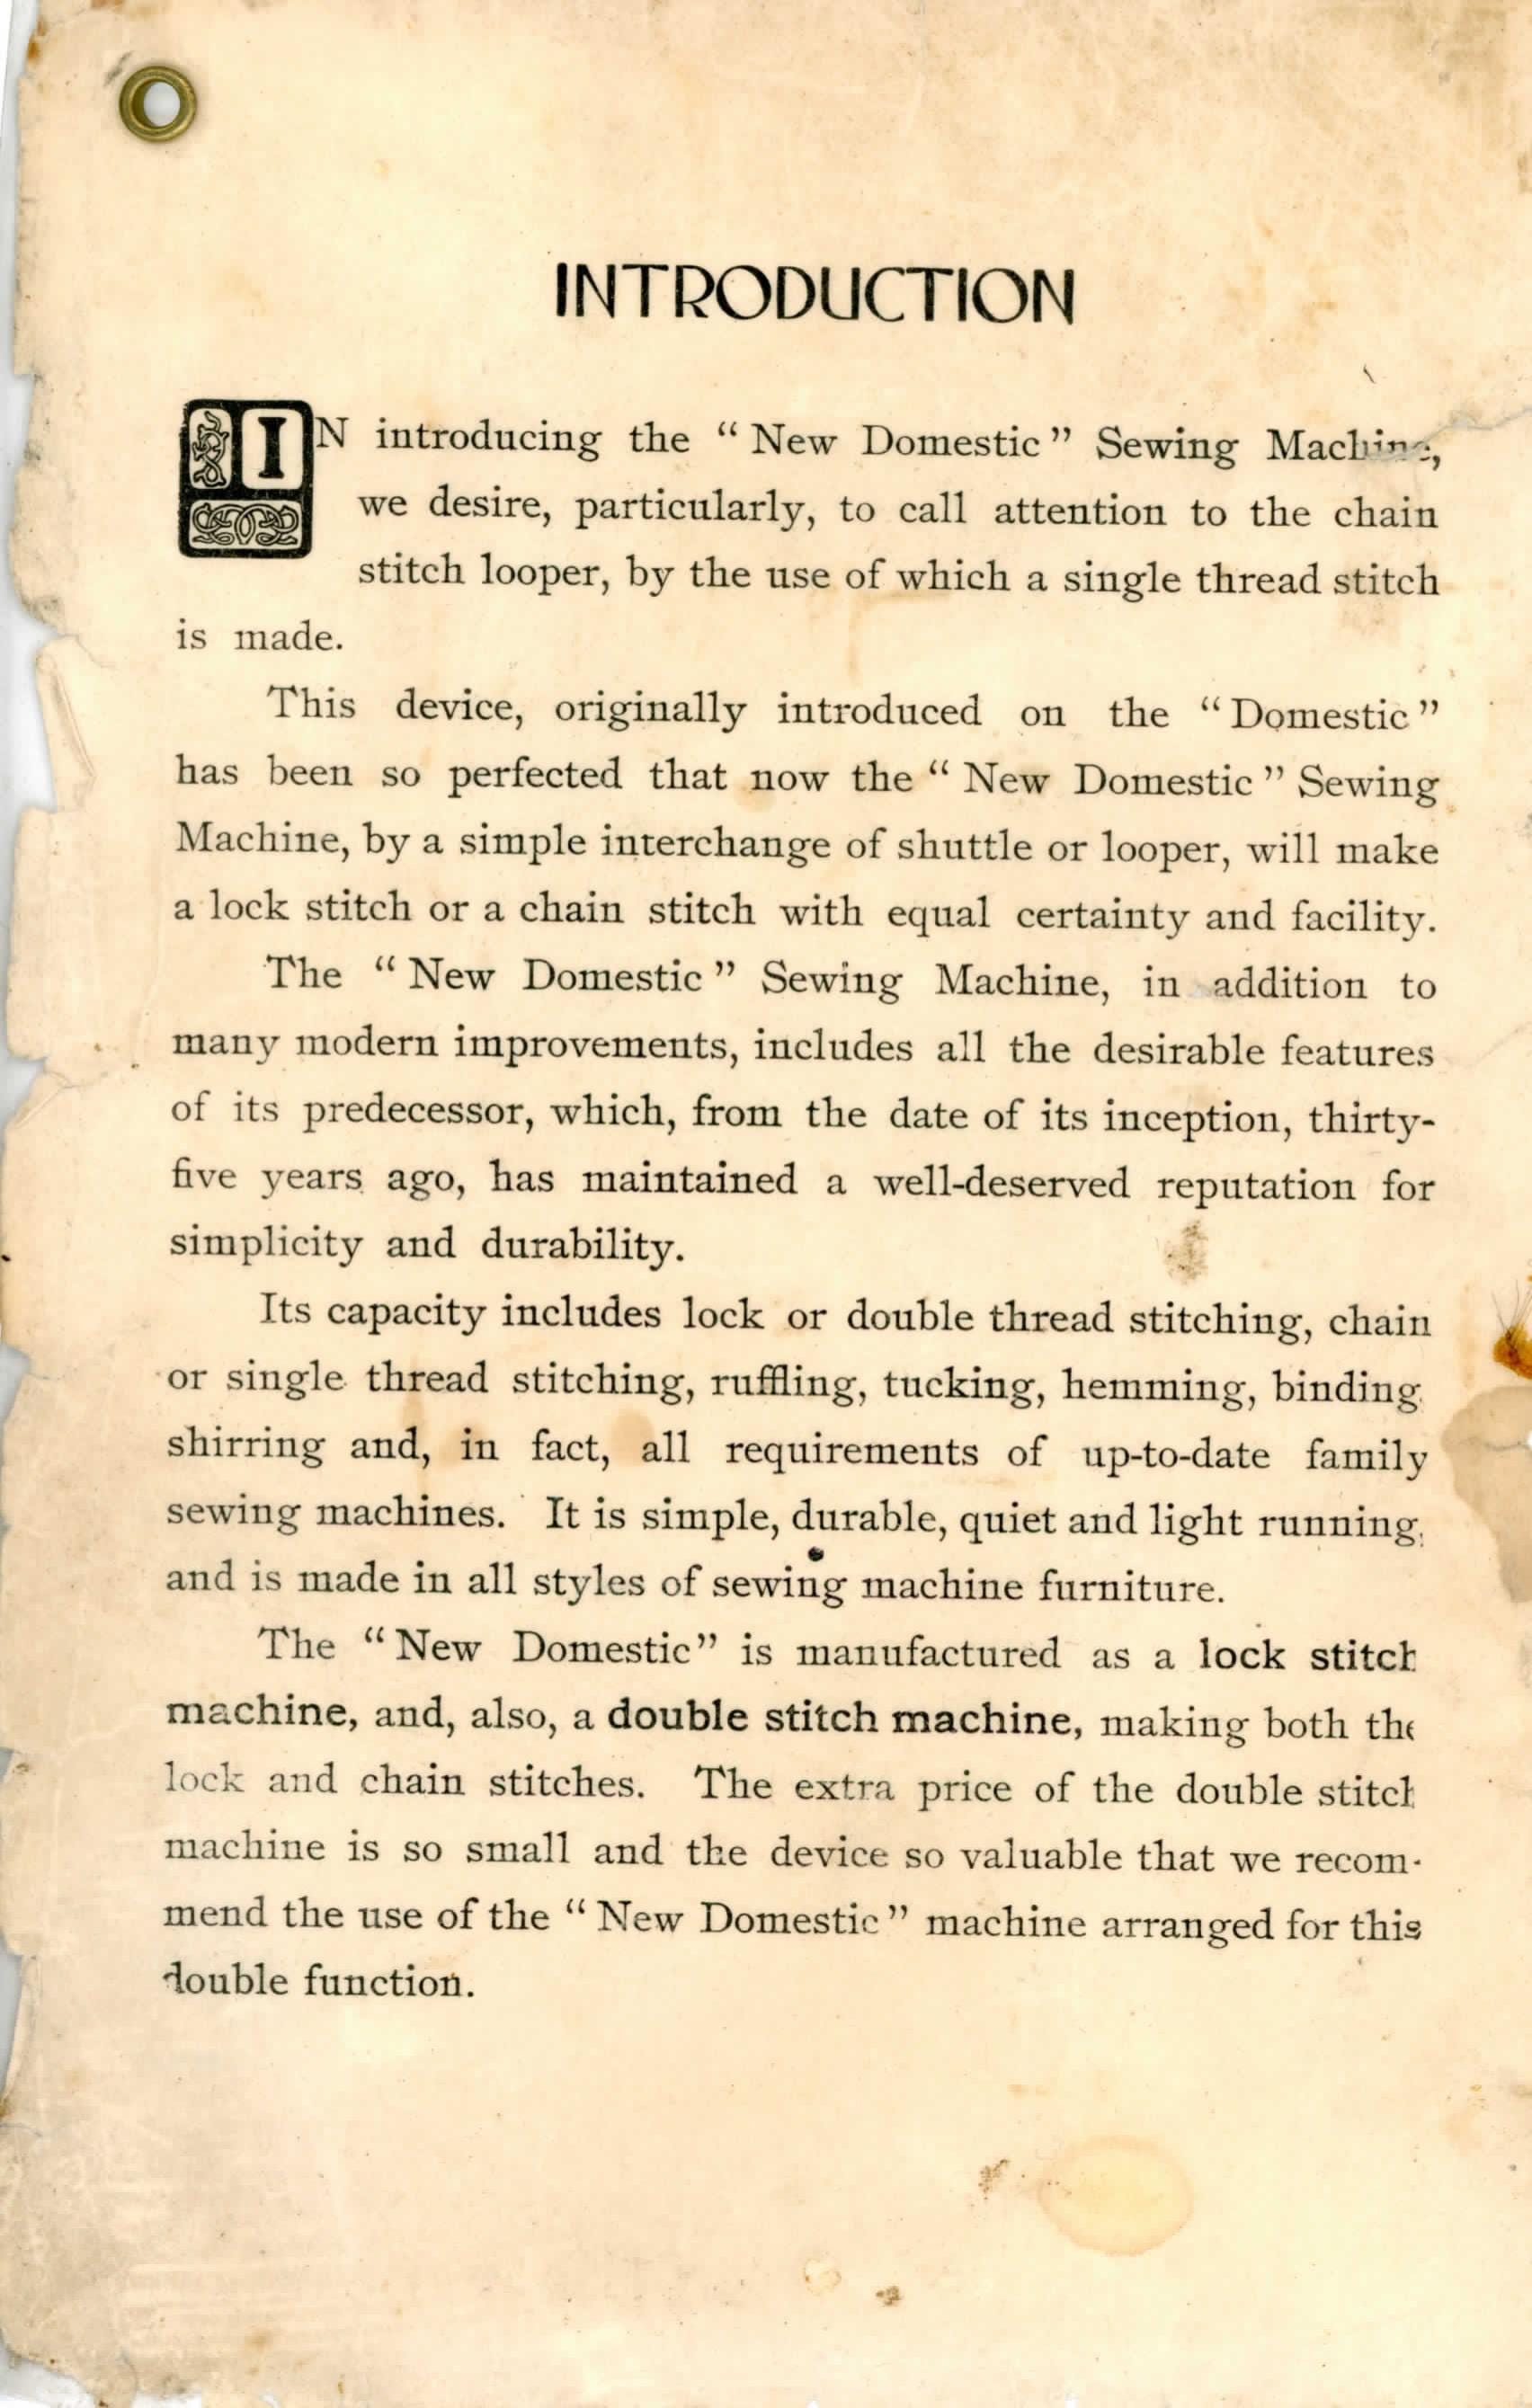 INTRODUCTION
IN introducing the “ New Domestic ” Sewing Machine,
we desire, particularly, to call attention to the chain
stitch looper, by the use of which a single thread stitch
is made.
This device, originally introduced on the “ Domestic ”
has been so perfected that now the “ New Domestic ” Sewing
Machine, by a simple interchange of shuttle or looper, will make
a lock stitch or a chain stitch with equal certainty and facility.
The “ New Domestic ” Sewing Machine, in addition to
many modern improvements, includes all the desirable features
of its predecessor, which, from the date of its inception, thirty-
five years ago, has maintained a well-deserved reputation for
simplicity and durability.
Its capacity includes lock or double thread stitching, chain
or single thread stitching, ruffling, tucking, hemming, binding,
shirring and, in fact, all requirements of up-to-date family
sewing machines. It is simple, durable, quiet and light running,
and is made in all styles of sewing machine furniture.
The “ New Domestic” is manufactured as a lock stitch
machine, and, also, a double stitch machine, making both the
lock and chain stitches. The extra price of the double stitch
machine is so small and the device so valuable that we recom-
mend the use of the “ New Domestic ” machine arranged for this
double function.